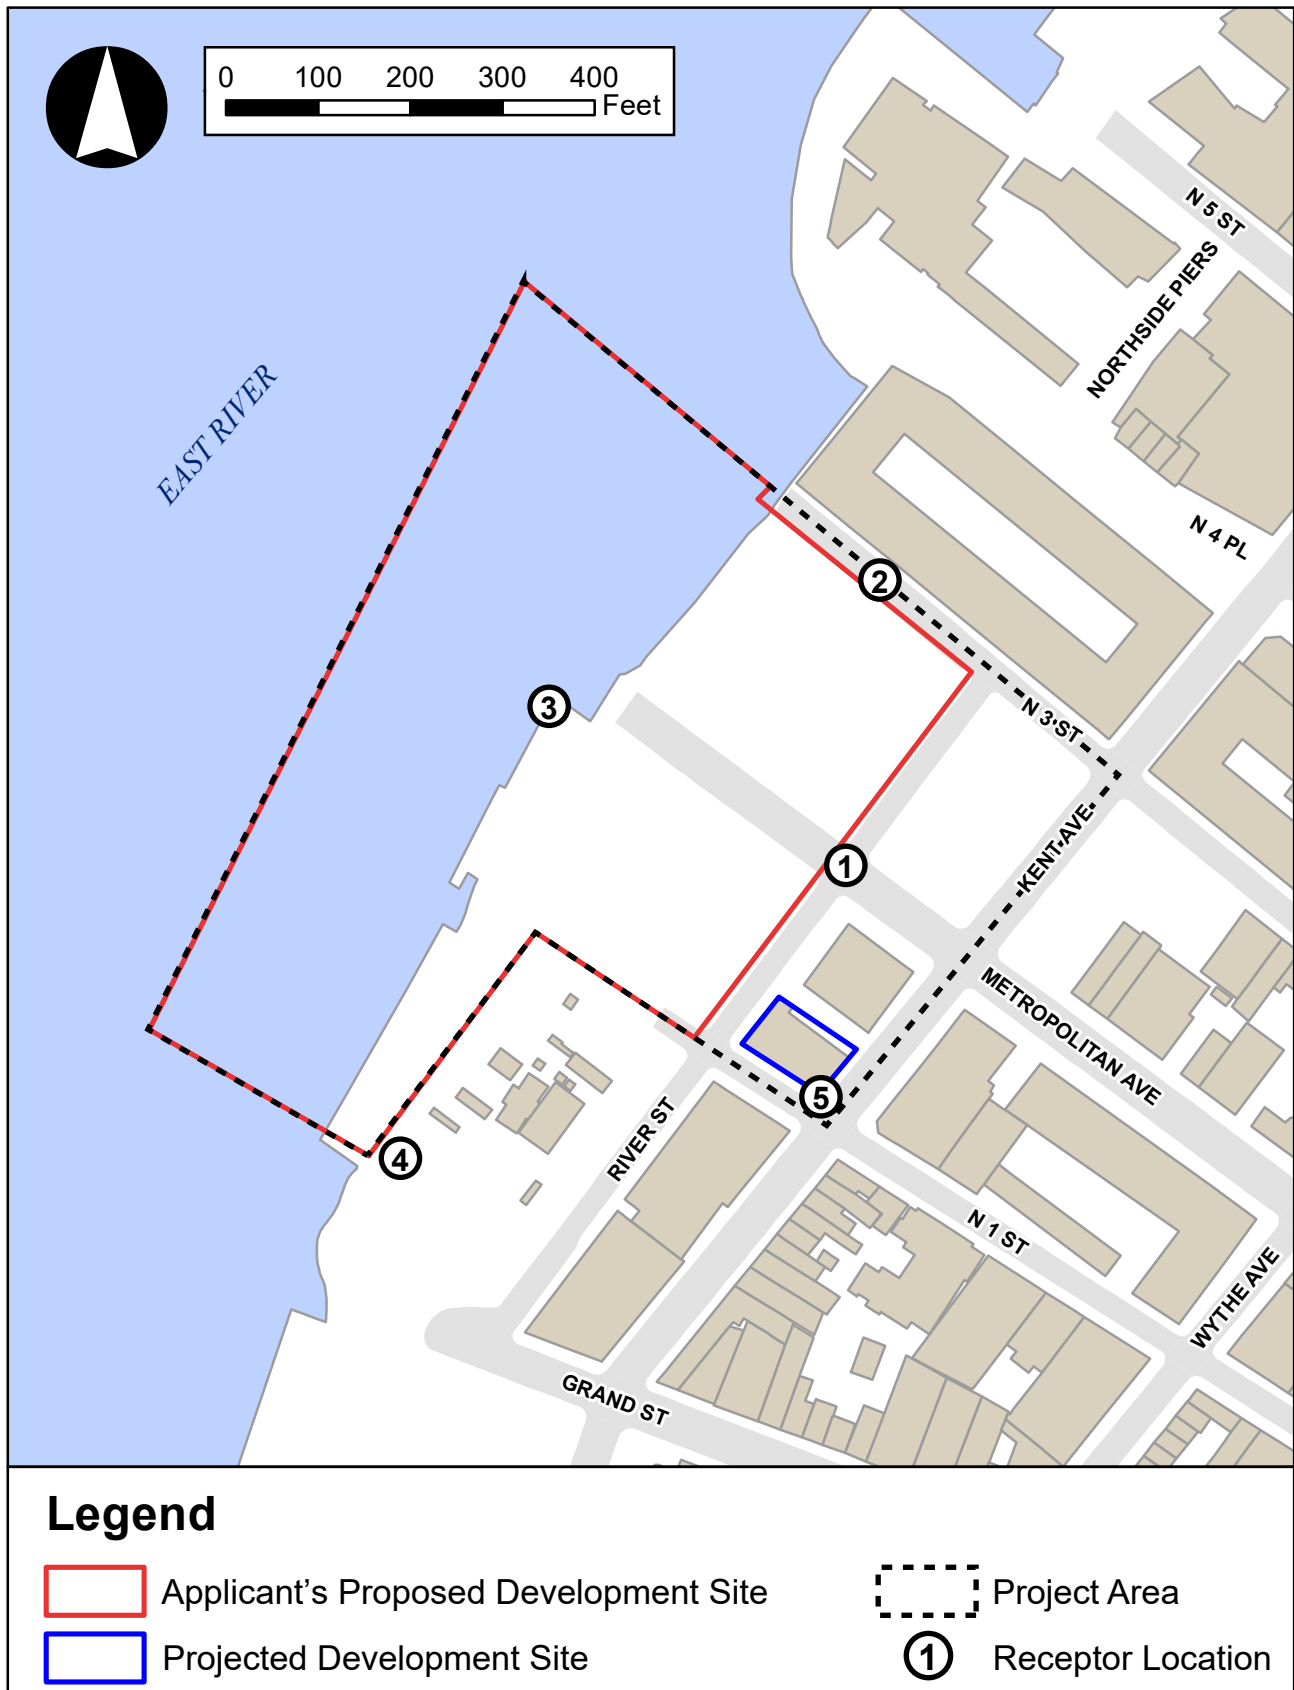 0 100 200 300 400
Feet
N 5 ST
NORTHSIDE PIERS
EAST RIVER
N 4 PL
2
3
N 3 ST
KENT AVE
1
METROPOLITAN AVE
5
RIVER ST
4
N 1 ST
WYTHE AVE
GRAND ST
Legend
Applicant's Proposed Development Site
Project Area
Projected Development Site
1 Receptor Location